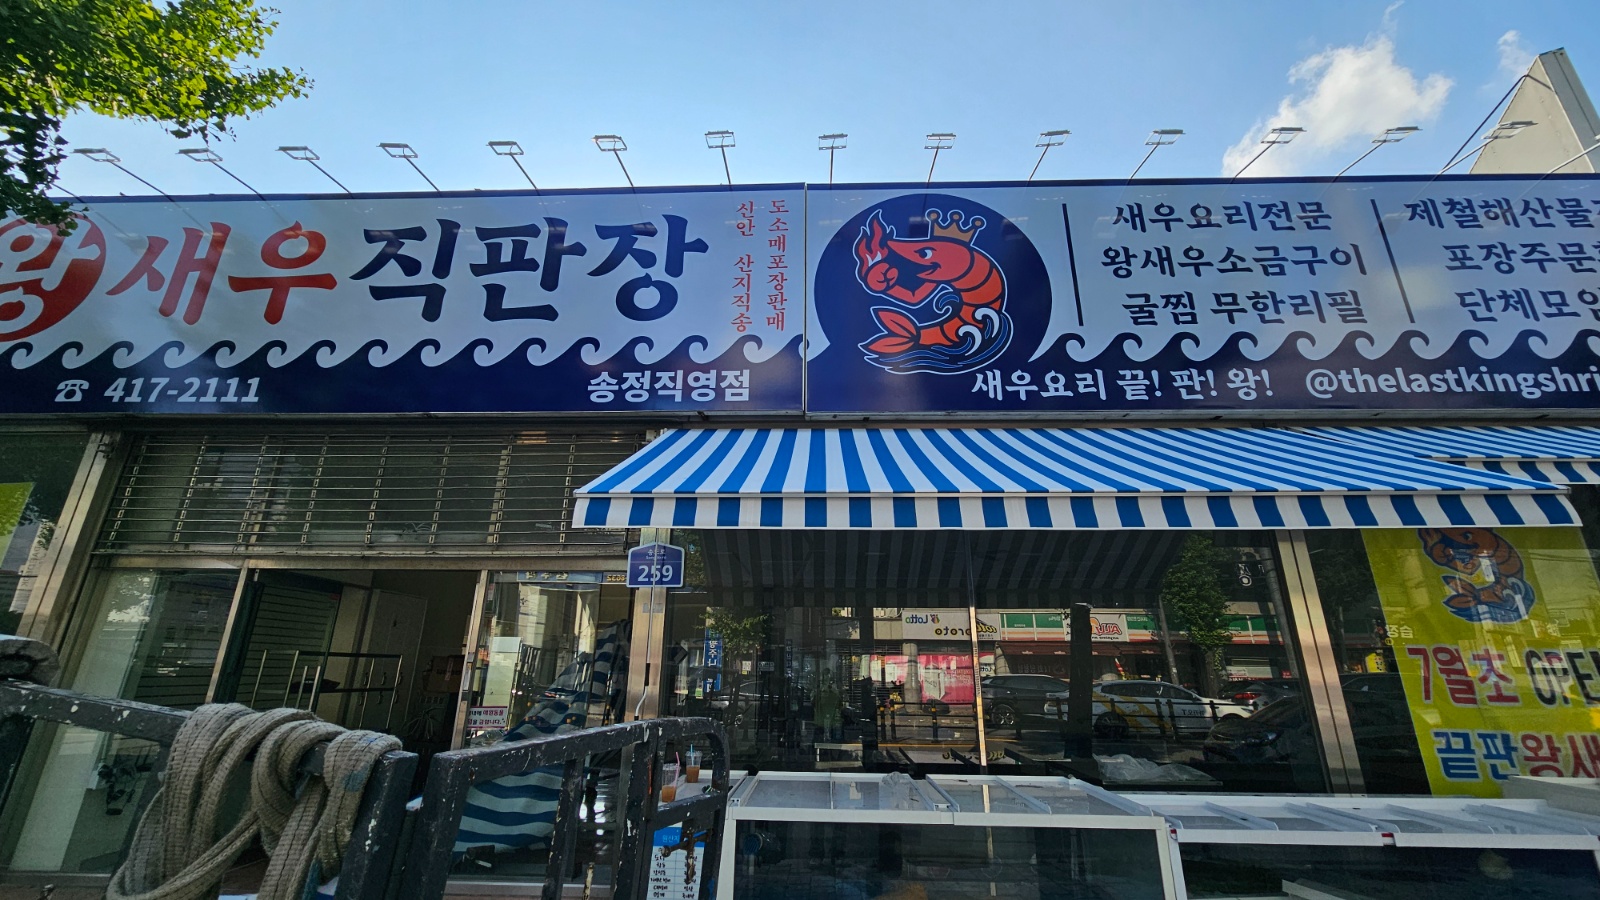 왕새우직판장
신안 산지직송
도소매포장판매
☏ 417-2111
송정직영점
새우요리전문
왕새우소금구이
굴찜 무한리필
제철해산물
포장주문
단체모임
새우요리 끝! 판! 왕!
@thelastkingshri
259
Lotto
7월초 OPEN
끝판왕새